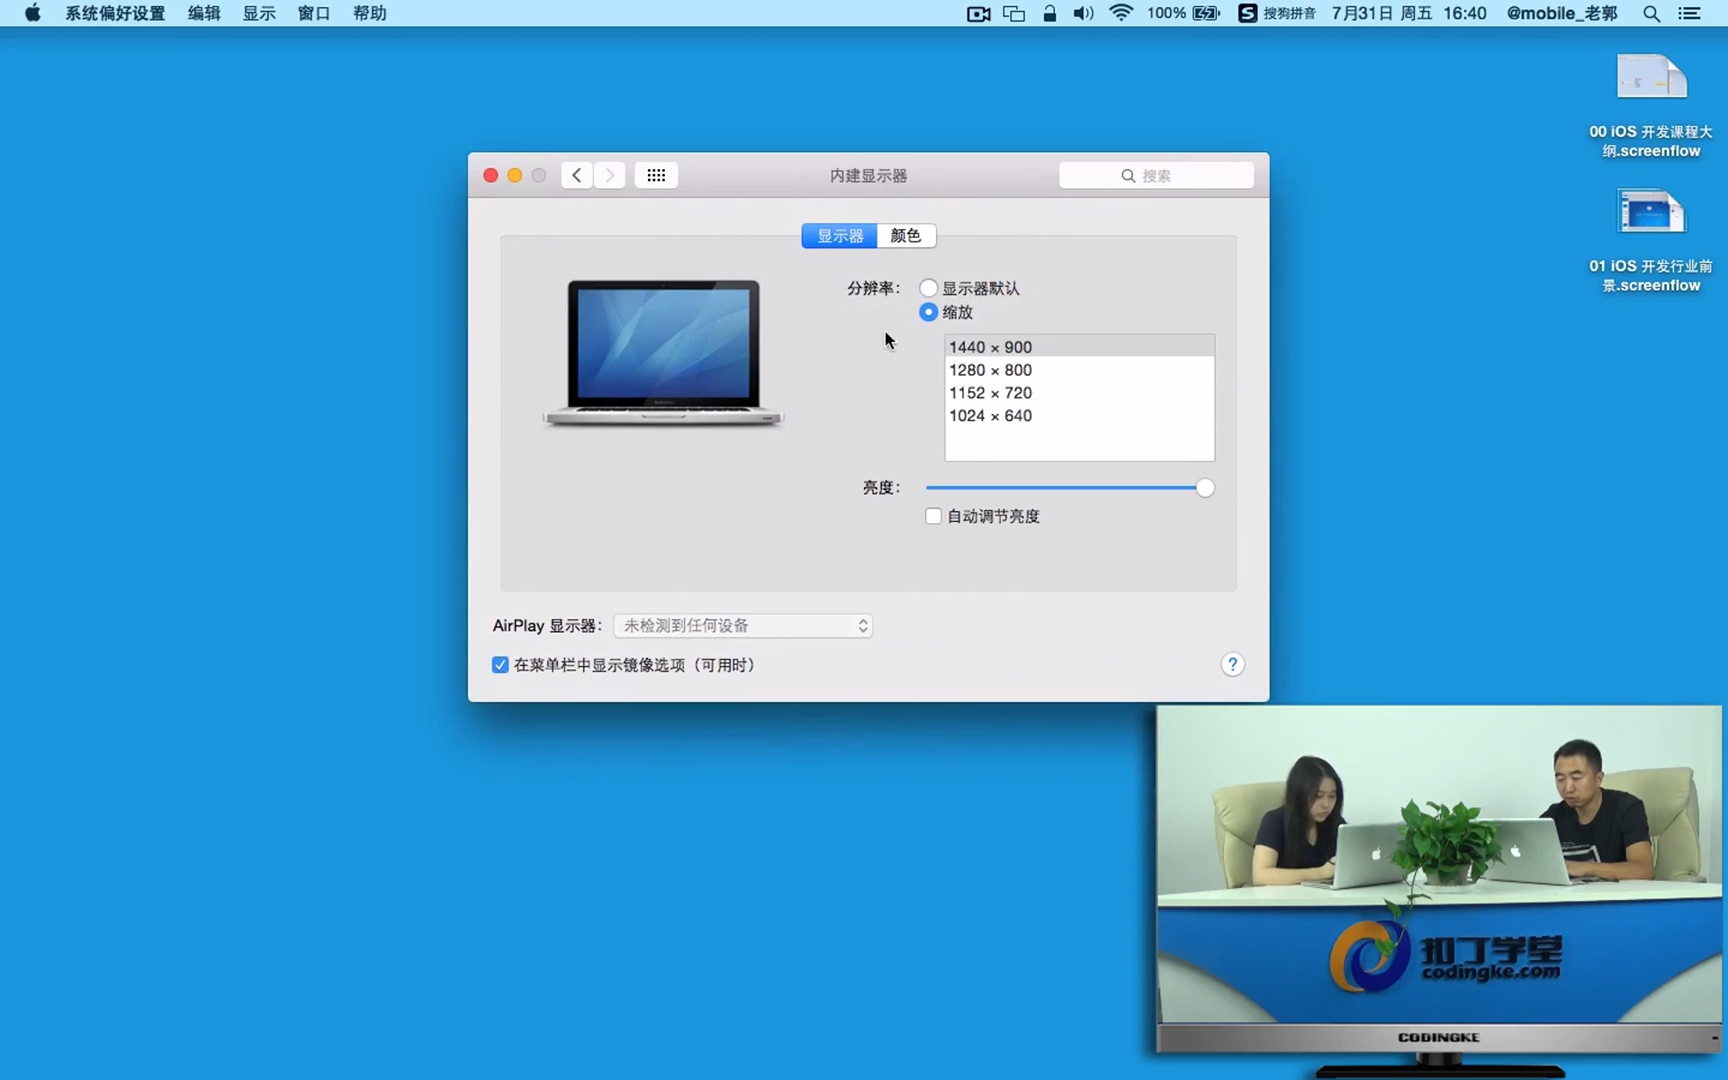 系统偏好设置 编辑 显示 窗口 帮助
100% 搜狗拼音 7月31日 周五 16:40 @mobile_老郭
00 iOS 开发课程大
纲.screenflow
01 iOS 开发行业前
景.screenflow
内建显示器
搜索
显示器 颜色
分辨率： 显示器默认
缩放
1440 × 900
1280 × 800
1152 × 720
1024 × 640
亮度：
自动调节亮度
AirPlay 显示器： 未检测到任何设备
在菜单栏中显示镜像选项（可用时）
?
扣丁学堂
codingke.com
CODINGKE